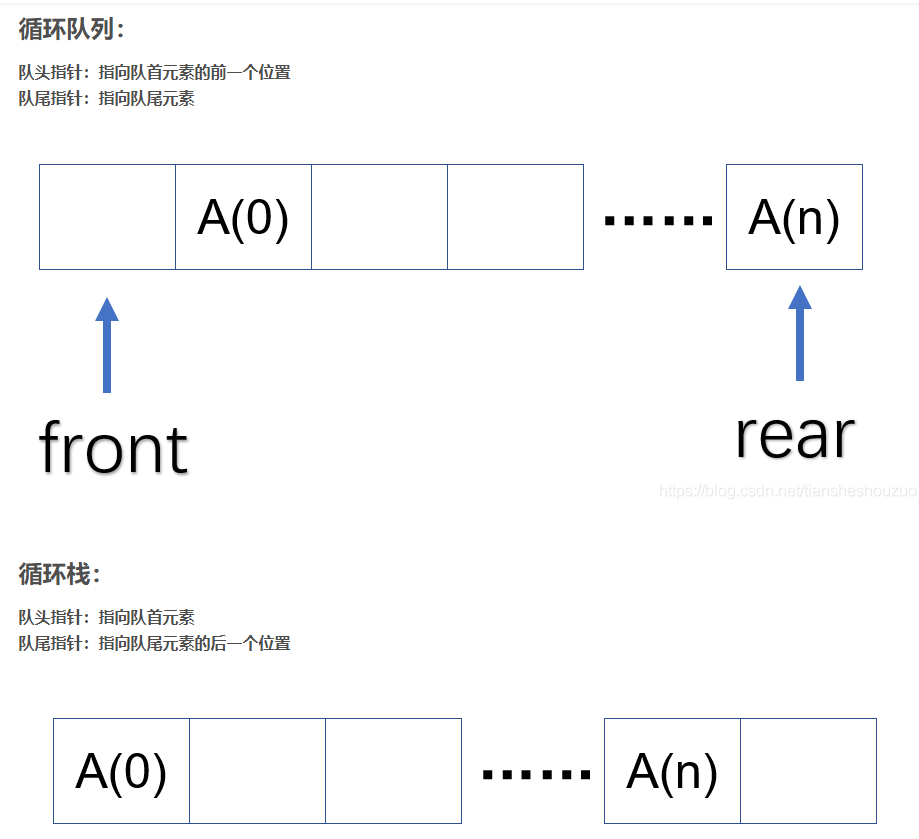 循环队列：
队头指针：指向队首元素的前一个位置
队尾指针：指向队尾元素
A(0) ······ A(n)
front
rear
https://blog.csdn.net/tiansheshouzuo
循环栈：
队头指针：指向队首元素
队尾指针：指向队尾元素的后一个位置
A(0) ······ A(n)